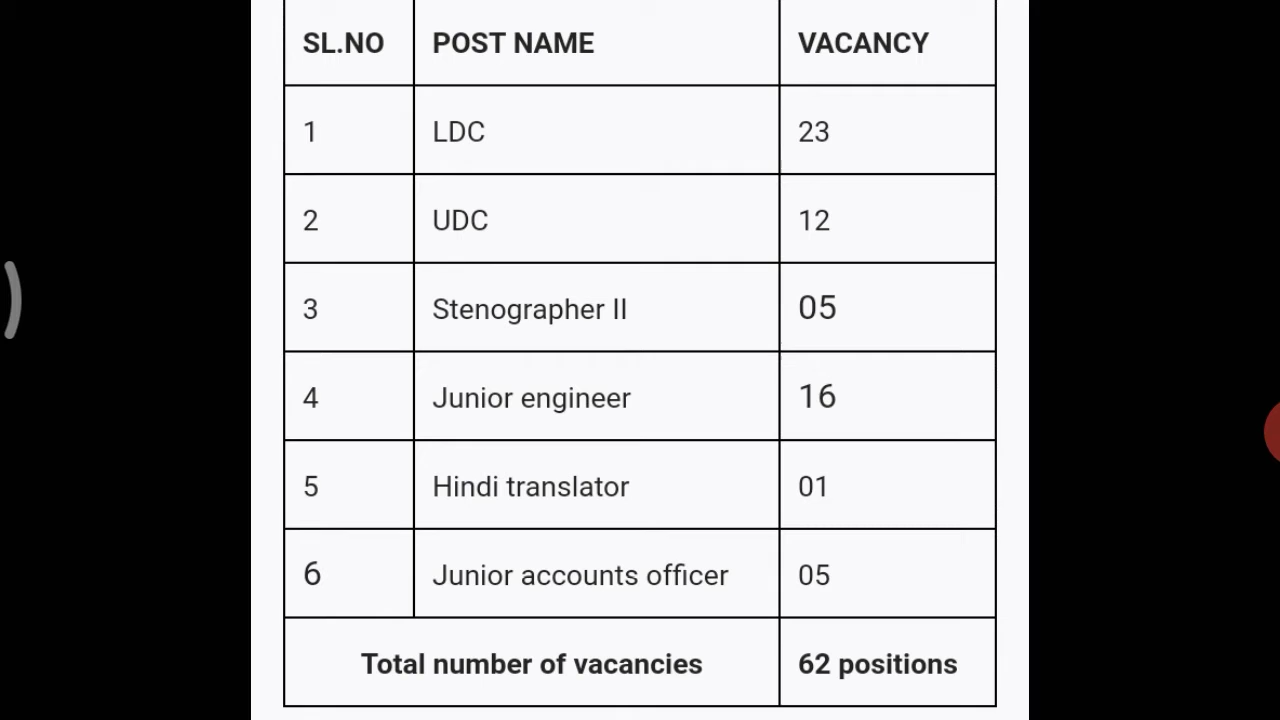 SL.NO POST NAME VACANCY
1 LDC 23
2 UDC 12
3 Stenographer II 05
4 Junior engineer 16
5 Hindi translator 01
6 Junior accounts officer 05
Total number of vacancies 62 positions